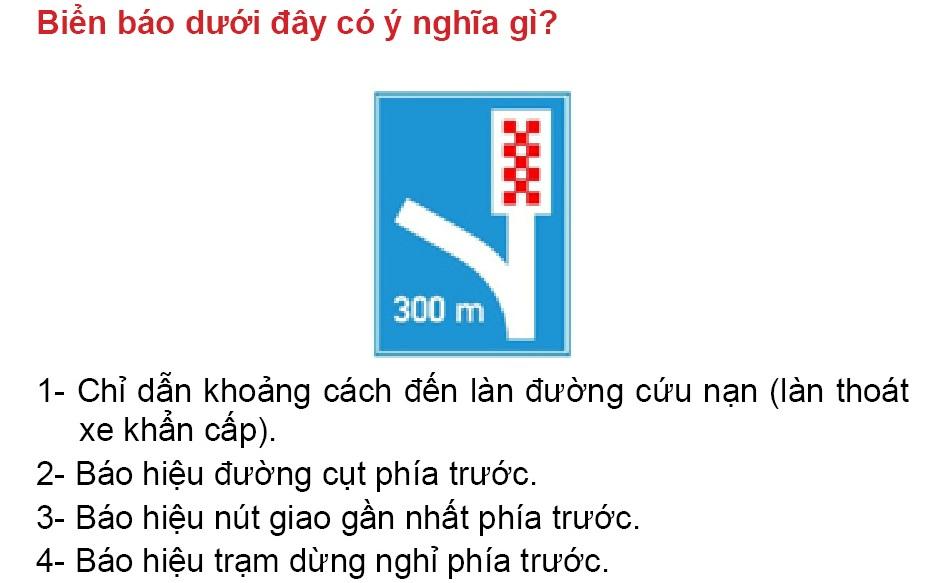 Biển báo dưới đây có ý nghĩa gì?
300 m
1- Chỉ dẫn khoảng cách đến làn đường cứu nạn (làn thoát
xe khẩn cấp).
2- Báo hiệu đường cụt phía trước.
3- Báo hiệu nút giao gần nhất phía trước.
4- Báo hiệu trạm dừng nghỉ phía trước.